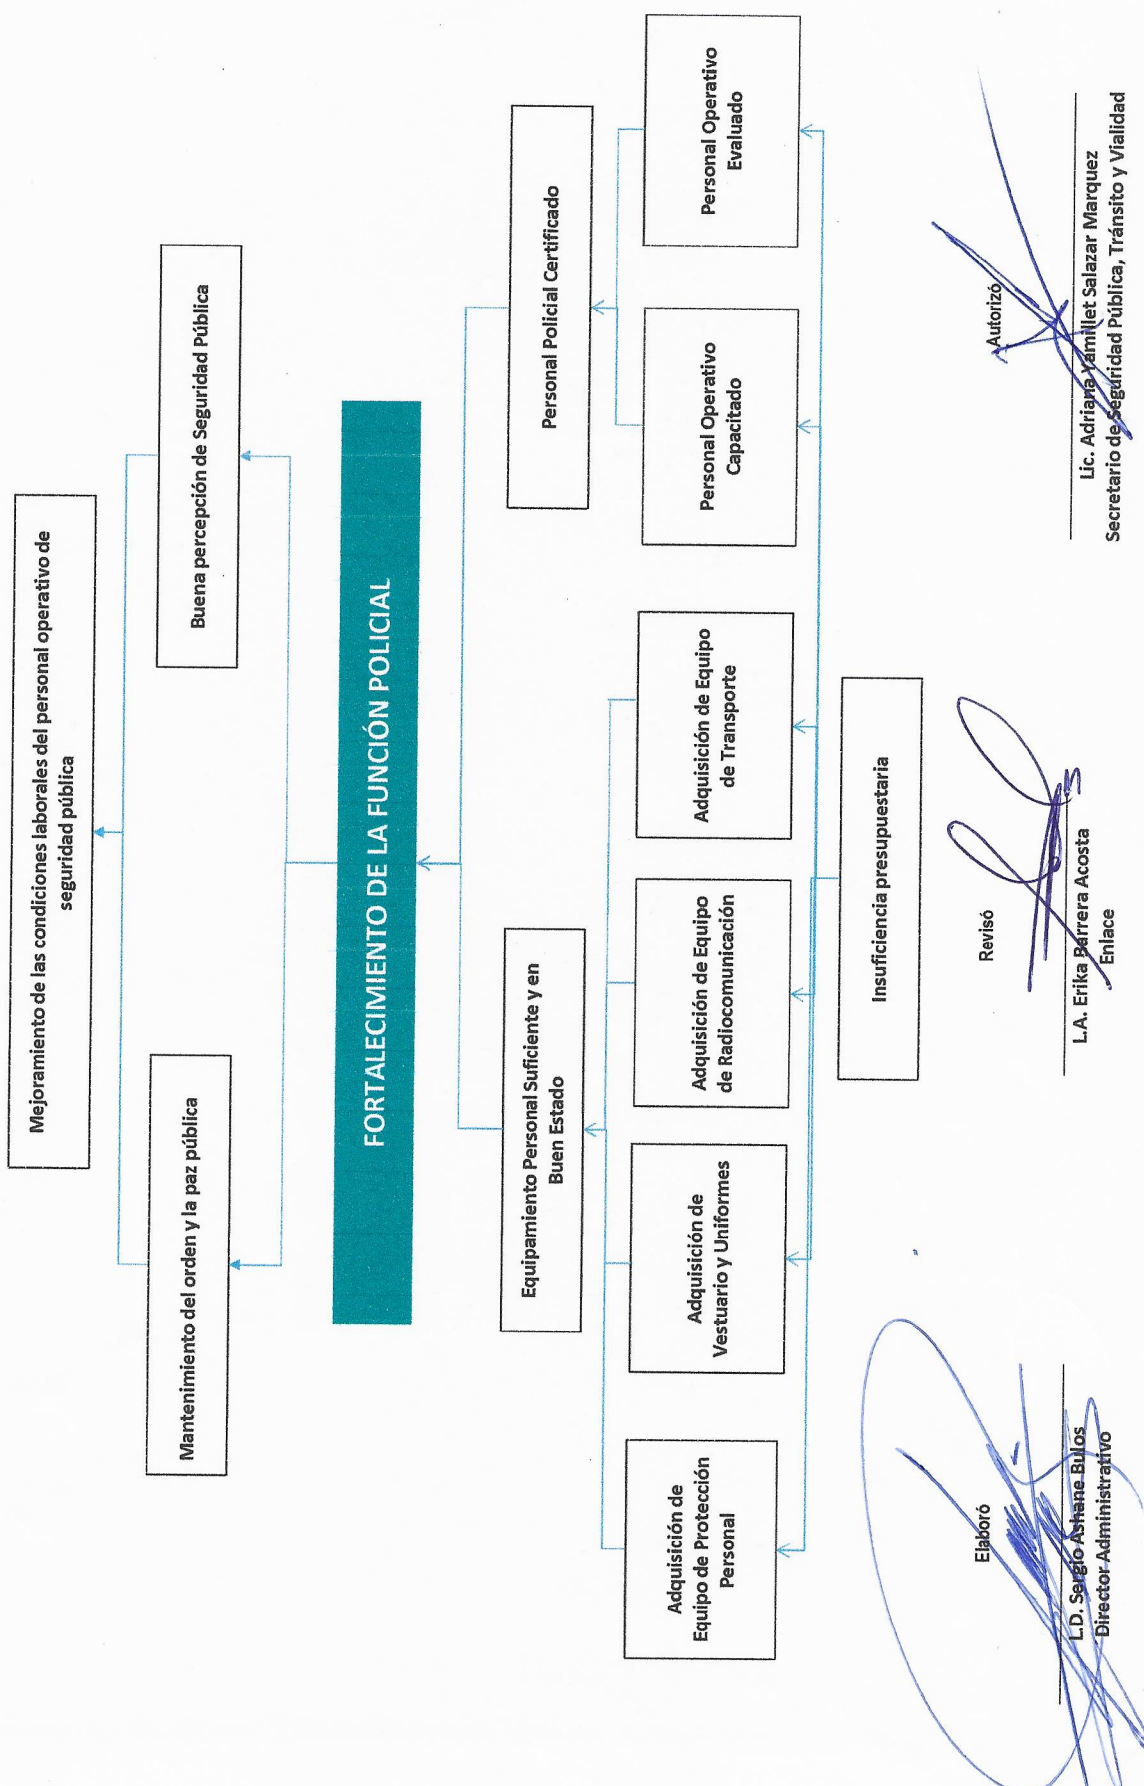 Mejoramiento de las condiciones laborales del personal operativo de
seguridad pública
Mantenimiento del orden y la paz pública
Buena percepción de Seguridad Pública
FORTALECIMIENTO DE LA FUNCIÓN POLICIAL
Equipamiento Personal Suficiente y en
Buen Estado
Personal Policial Certificado
Adquisición de
Equipo de Protección
Personal
Adquisición de
Vestuario y Uniformes
Adquisición de Equipo
de Radiocomunicación
Adquisición de Equipo
de Transporte
Personal Operativo
Capacitado
Personal Operativo
Evaluado
Insuficiencia presupuestaria
Elaboró
L.D. Sergio Ashane Bulos
Director Administrativo
Revisó
L.A. Erika Barrera Acosta
Enlace
Autorizó
Lic. Adriana Yamillet Salazar Marquez
Secretario de Seguridad Pública, Tránsito y Vialidad